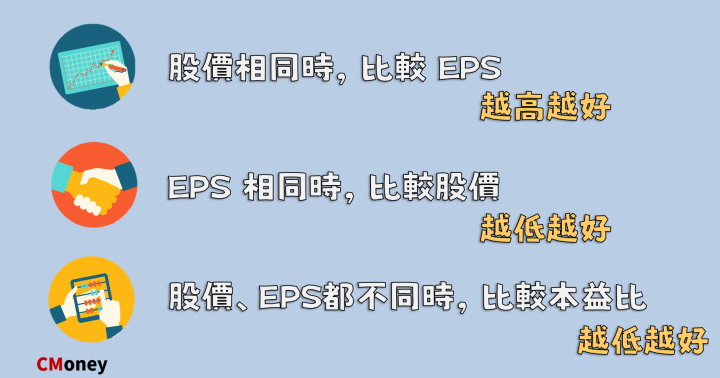 股價相同時, 比較 EPS
越高越好
EPS 相同時, 比較股價
越低越好
股價、EPS都不同時, 比較本益比
越低越好
CMoney